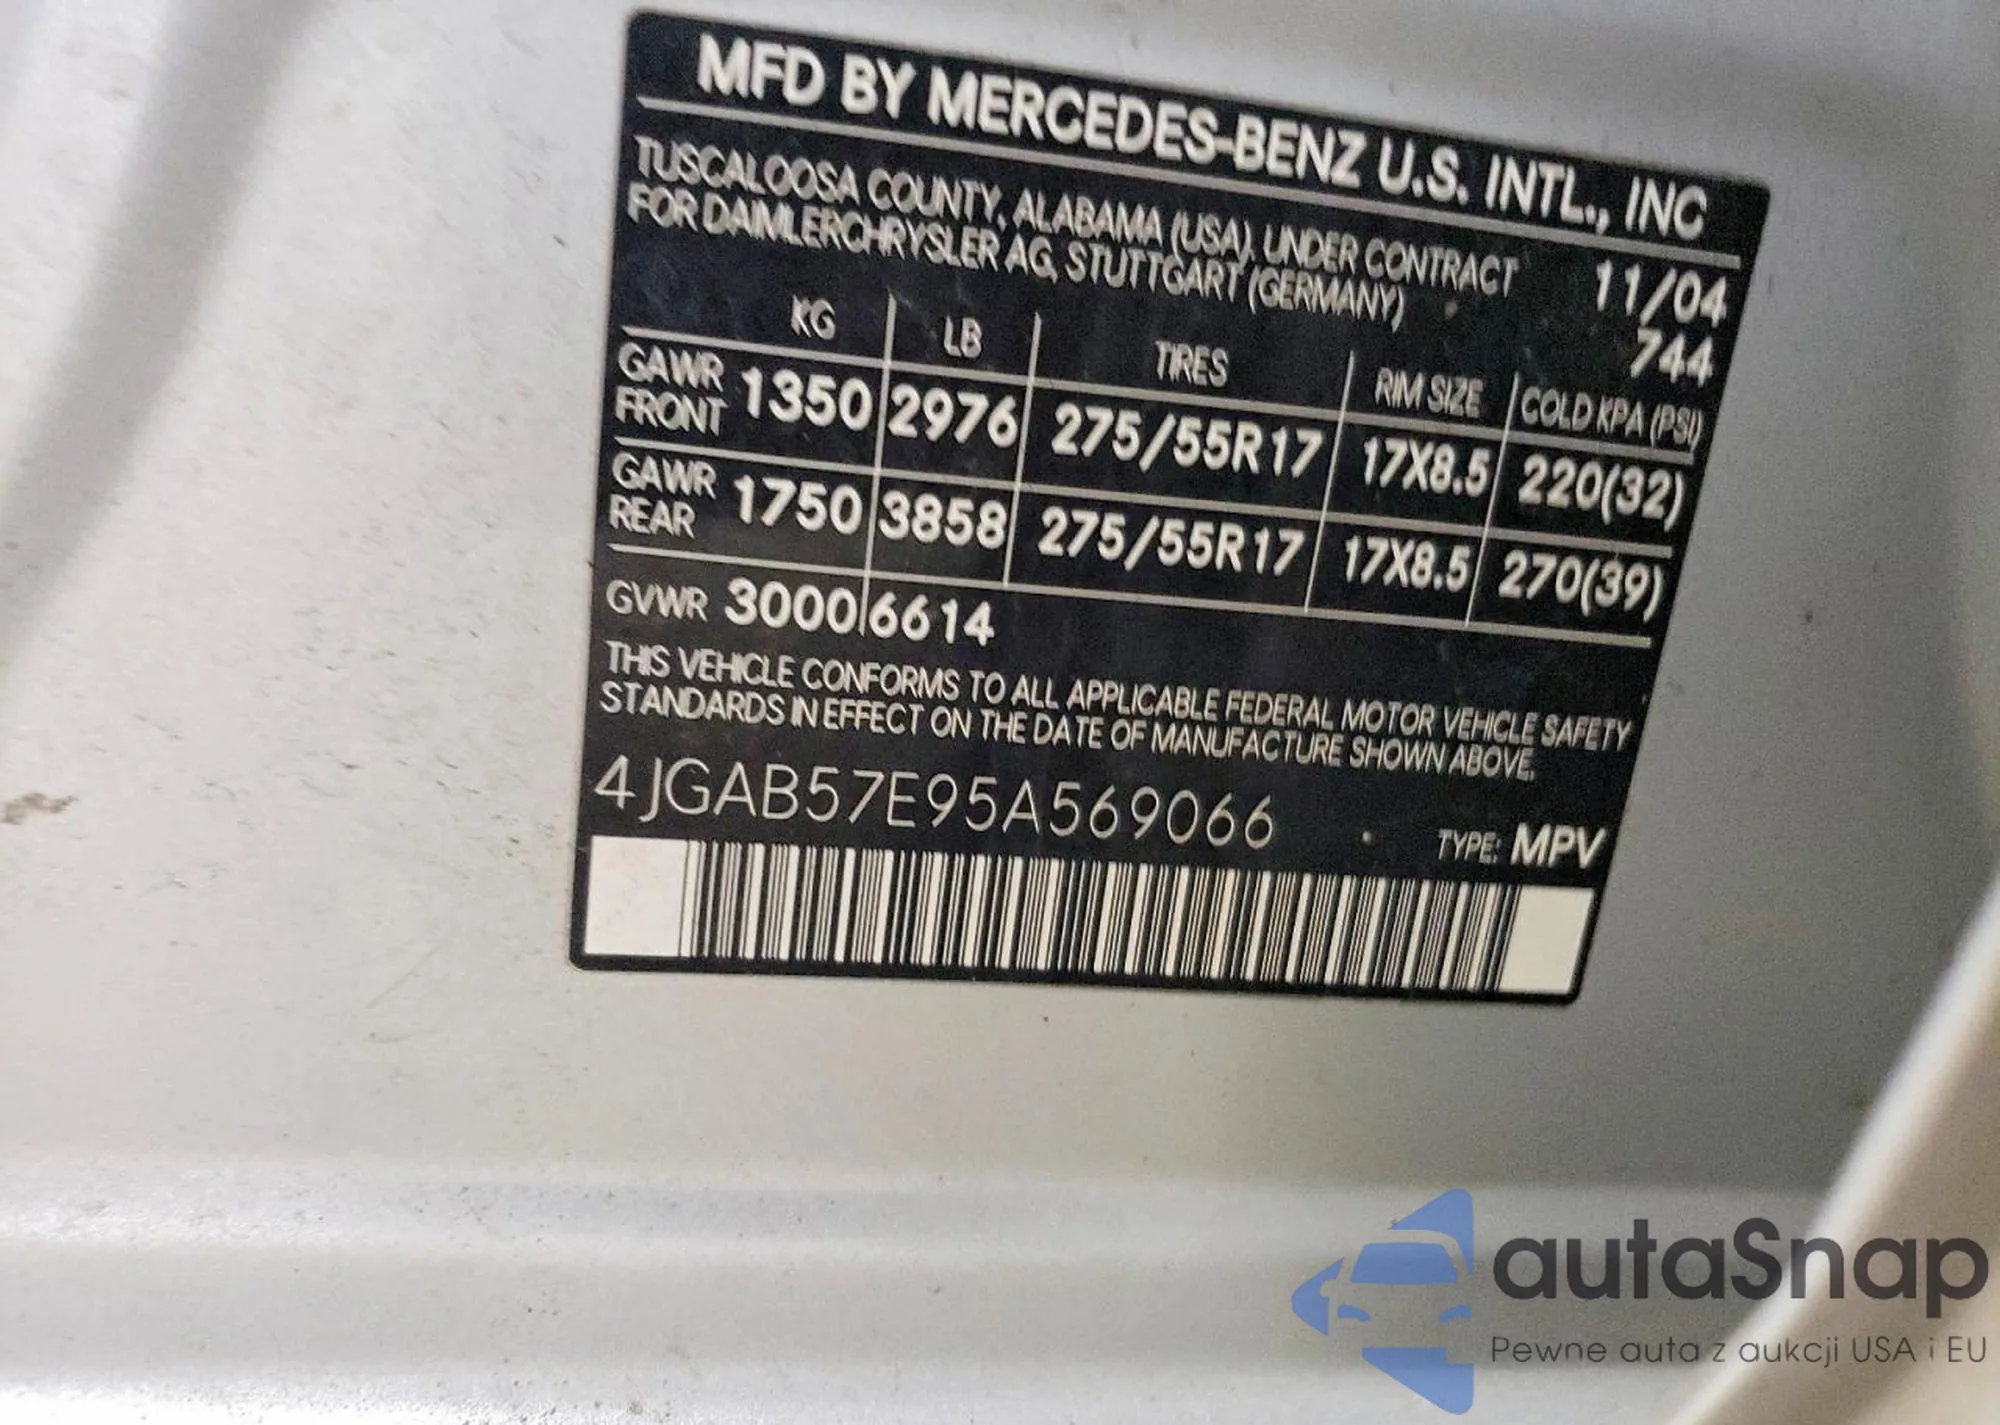 MFD BY MERCEDES-BENZ U.S. INTL., INC
TUSCALOOSA COUNTY, ALABAMA (USA), UNDER CONTRACT
FOR DAIMLERCHRYSLER AG, STUTTGART (GERMANY)
11/04
744
KG LB TIRES RIM SIZE COLD KPA (PSI)
GAWR FRONT 1350 2976 275/55R17 17X8.5 220(32)
GAWR REAR 1750 3858 275/55R17 17X8.5 270(39)
GVWR 3000 6614
THIS VEHICLE CONFORMS TO ALL APPLICABLE FEDERAL MOTOR VEHICLE SAFETY
STANDARDS IN EFFECT ON THE DATE OF MANUFACTURE SHOWN ABOVE.
4JGAB57E95A569066
TYPE: MPV
autaSnap
Pewne auta z aukcji USA i EU